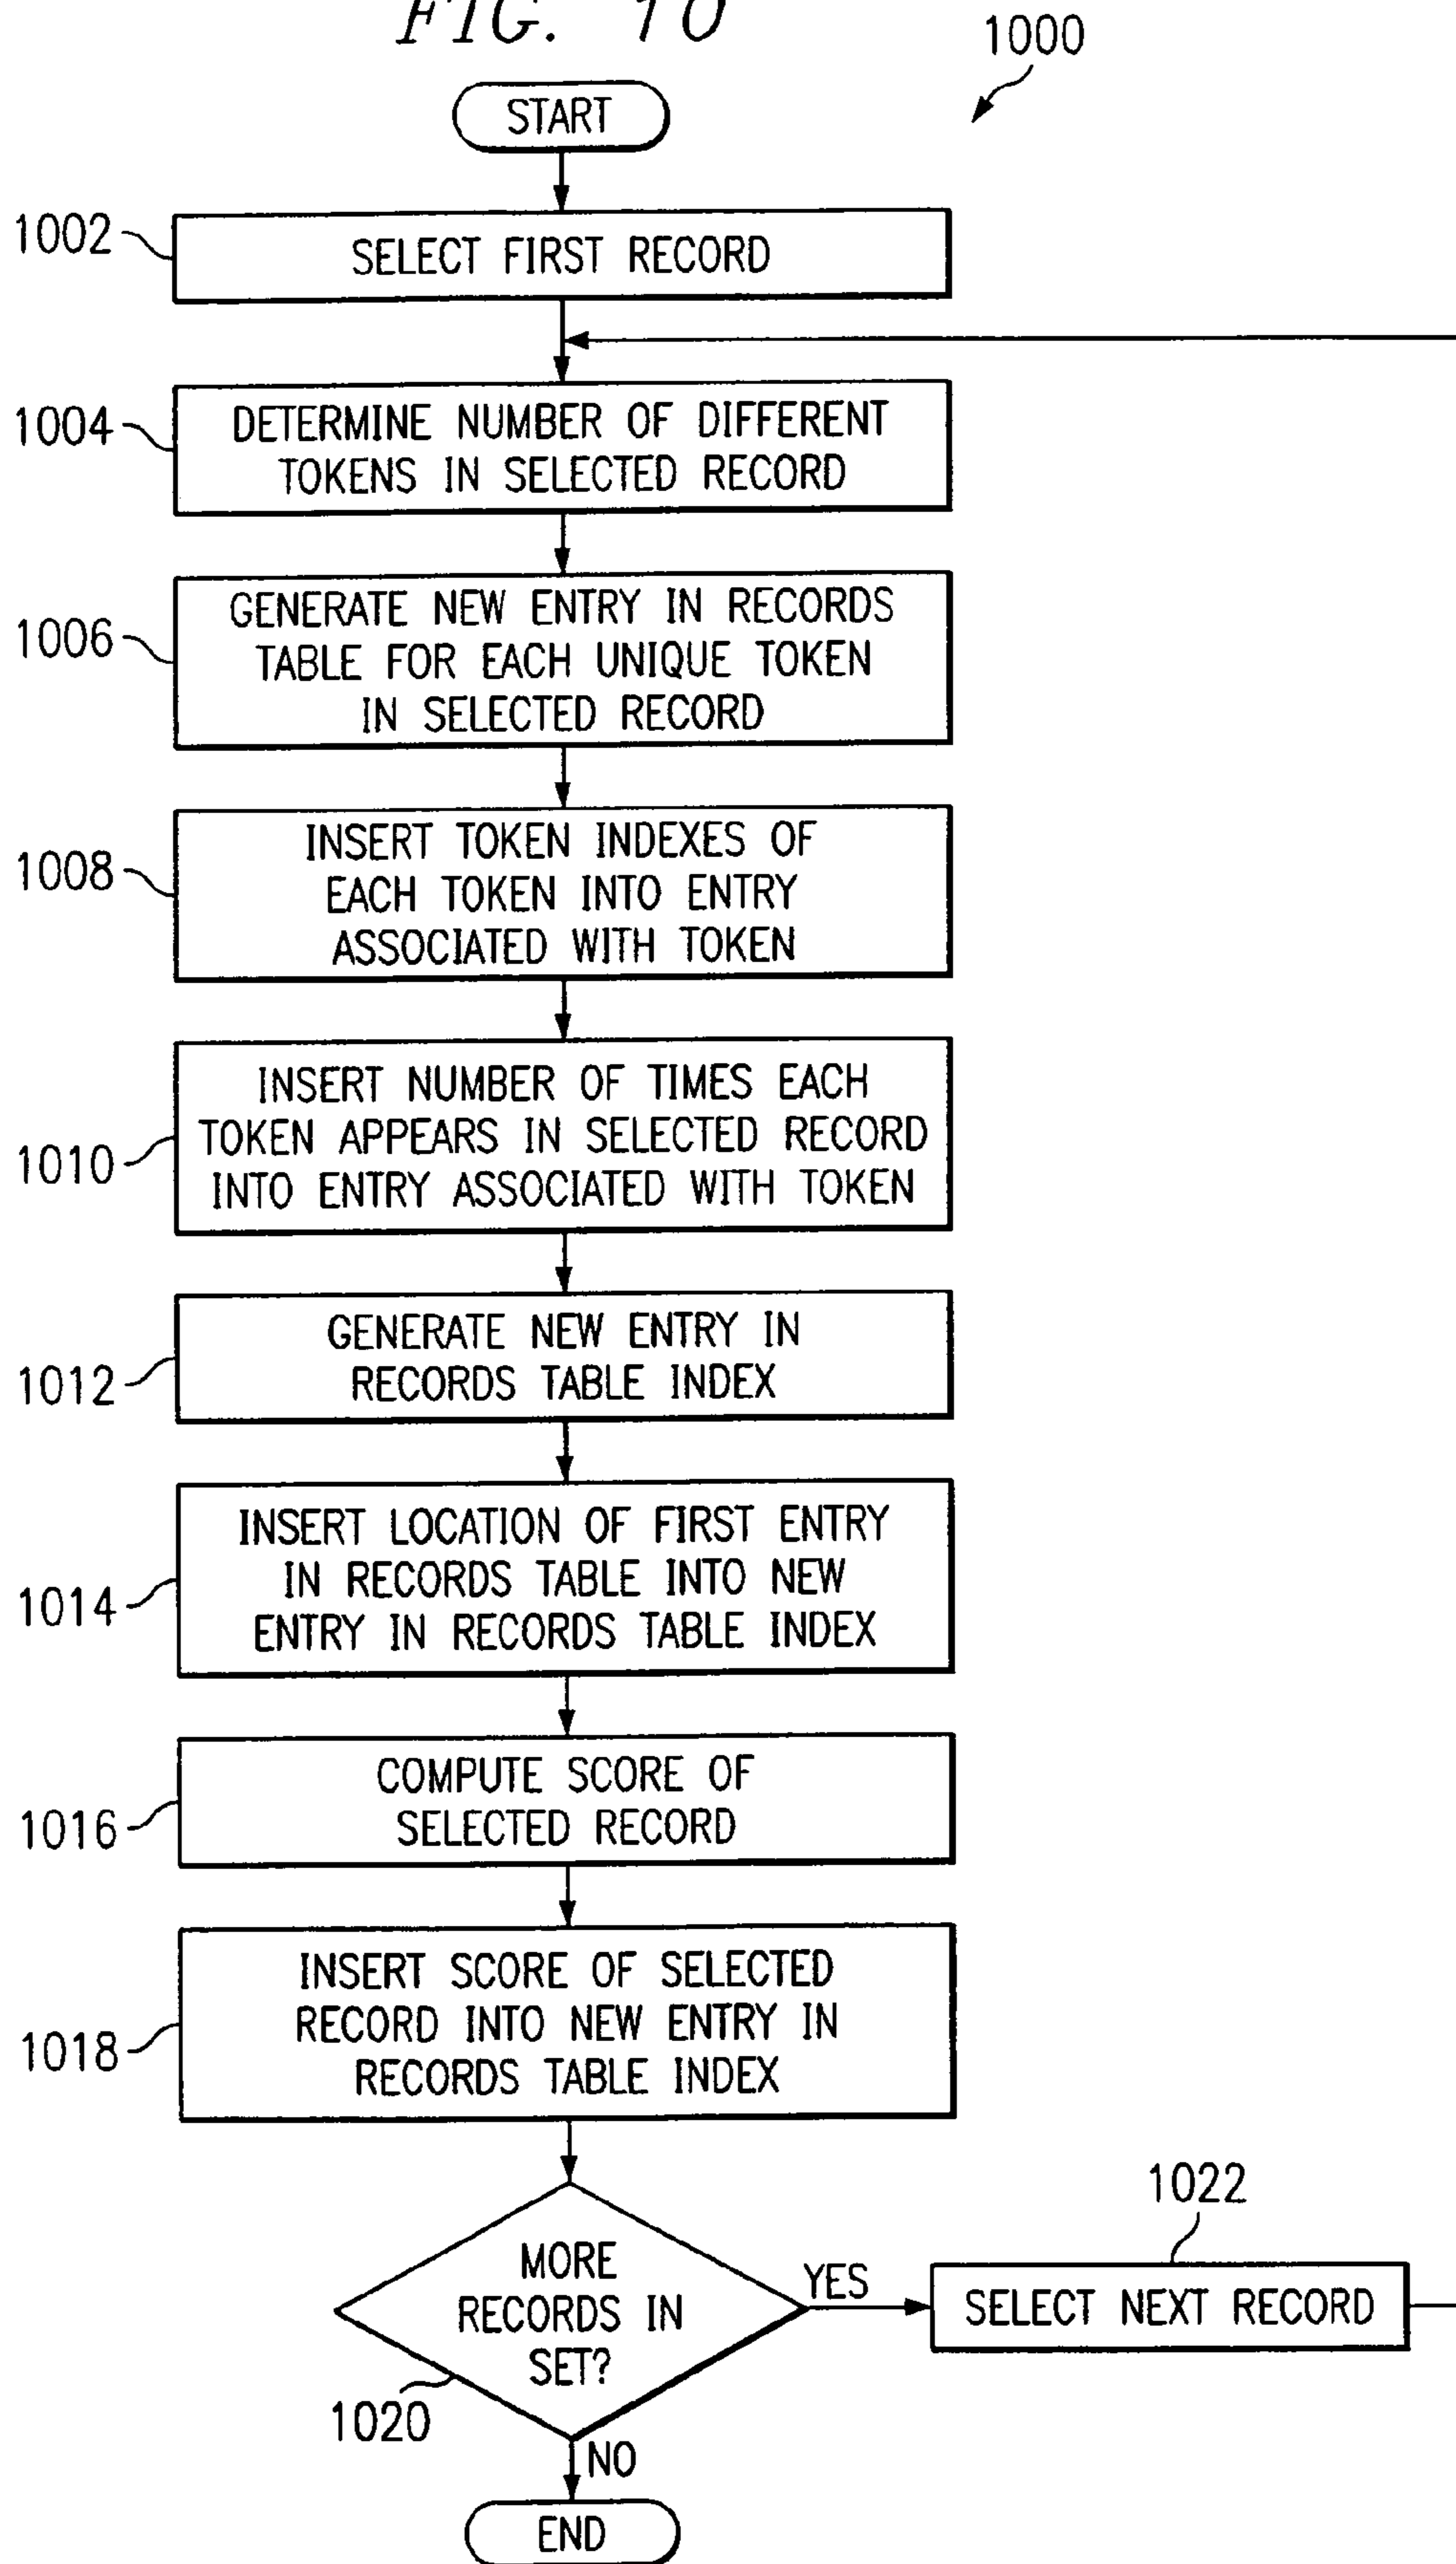 FIG. 10
1000
START
1002
SELECT FIRST RECORD
1004
DETERMINE NUMBER OF DIFFERENT
TOKENS IN SELECTED RECORD
1006
GENERATE NEW ENTRY IN RECORDS
TABLE FOR EACH UNIQUE TOKEN
IN SELECTED RECORD
1008
INSERT TOKEN INDEXES OF
EACH TOKEN INTO ENTRY
ASSOCIATED WITH TOKEN
1010
INSERT NUMBER OF TIMES EACH
TOKEN APPEARS IN SELECTED RECORD
INTO ENTRY ASSOCIATED WITH TOKEN
1012
GENERATE NEW ENTRY IN
RECORDS TABLE INDEX
1014
INSERT LOCATION OF FIRST ENTRY
IN RECORDS TABLE INTO NEW
ENTRY IN RECORDS TABLE INDEX
1016
COMPUTE SCORE OF
SELECTED RECORD
1018
INSERT SCORE OF SELECTED
RECORD INTO NEW ENTRY IN
RECORDS TABLE INDEX
1020
MORE
RECORDS IN
SET?
YES
1022
SELECT NEXT RECORD
NO
END